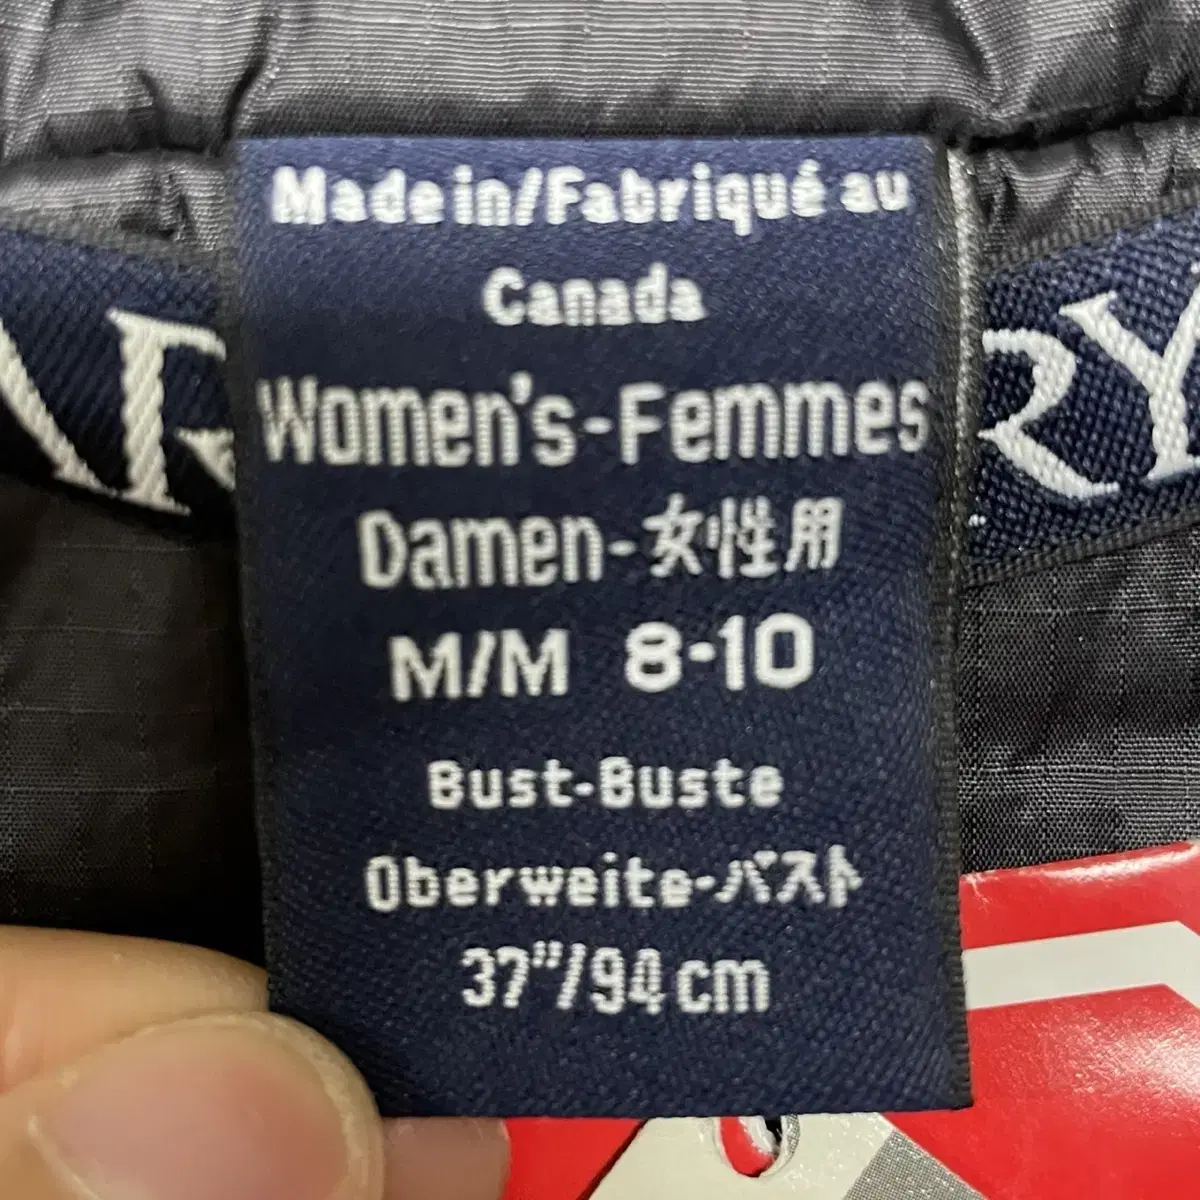 Made in/Fabriqué au
Canada
Women's-Femmes
Damen-女性用
M/M 8-10
Bust-Buste
Oberweite-バスト
37"/94 cm